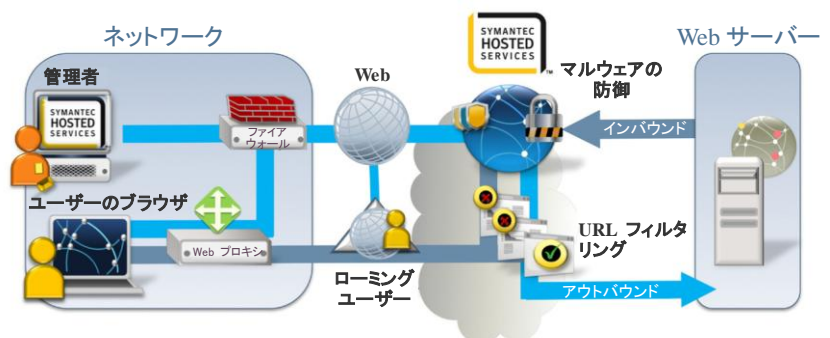 ネットワーク
管理者
SYMANTEC
HOSTED
SERVICES
ファイア
ウォール
ユーザーのブラウザ
Web プロキシ
Web
ローミング
ユーザー
SYMANTEC
HOSTED
SERVICES
TM
マルウェアの
防御
インバウンド
URL フィルタ
リング
アウトバウンド
Web サーバー